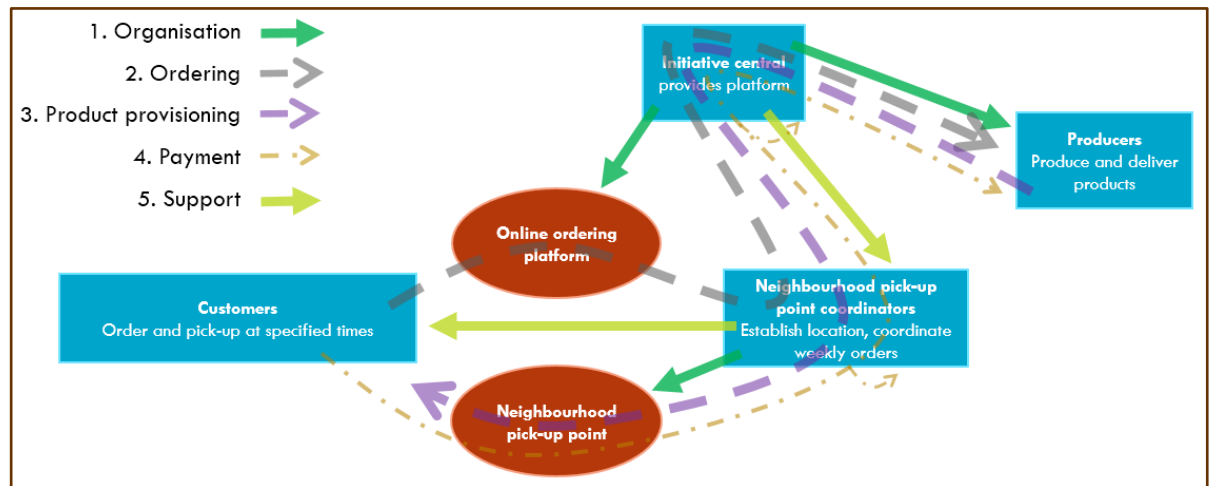 1. Organisation
2. Ordering
3. Product provisioning
4. Payment
5. Support
Initiative central
provides platform
Producers
Produce and deliver
products
Online ordering
platform
Customers
Order and pick-up at specified times
Neighbourhood pick-up
point coordinators
Establish location, coordinate
weekly orders
Neighbourhood
pick-up point